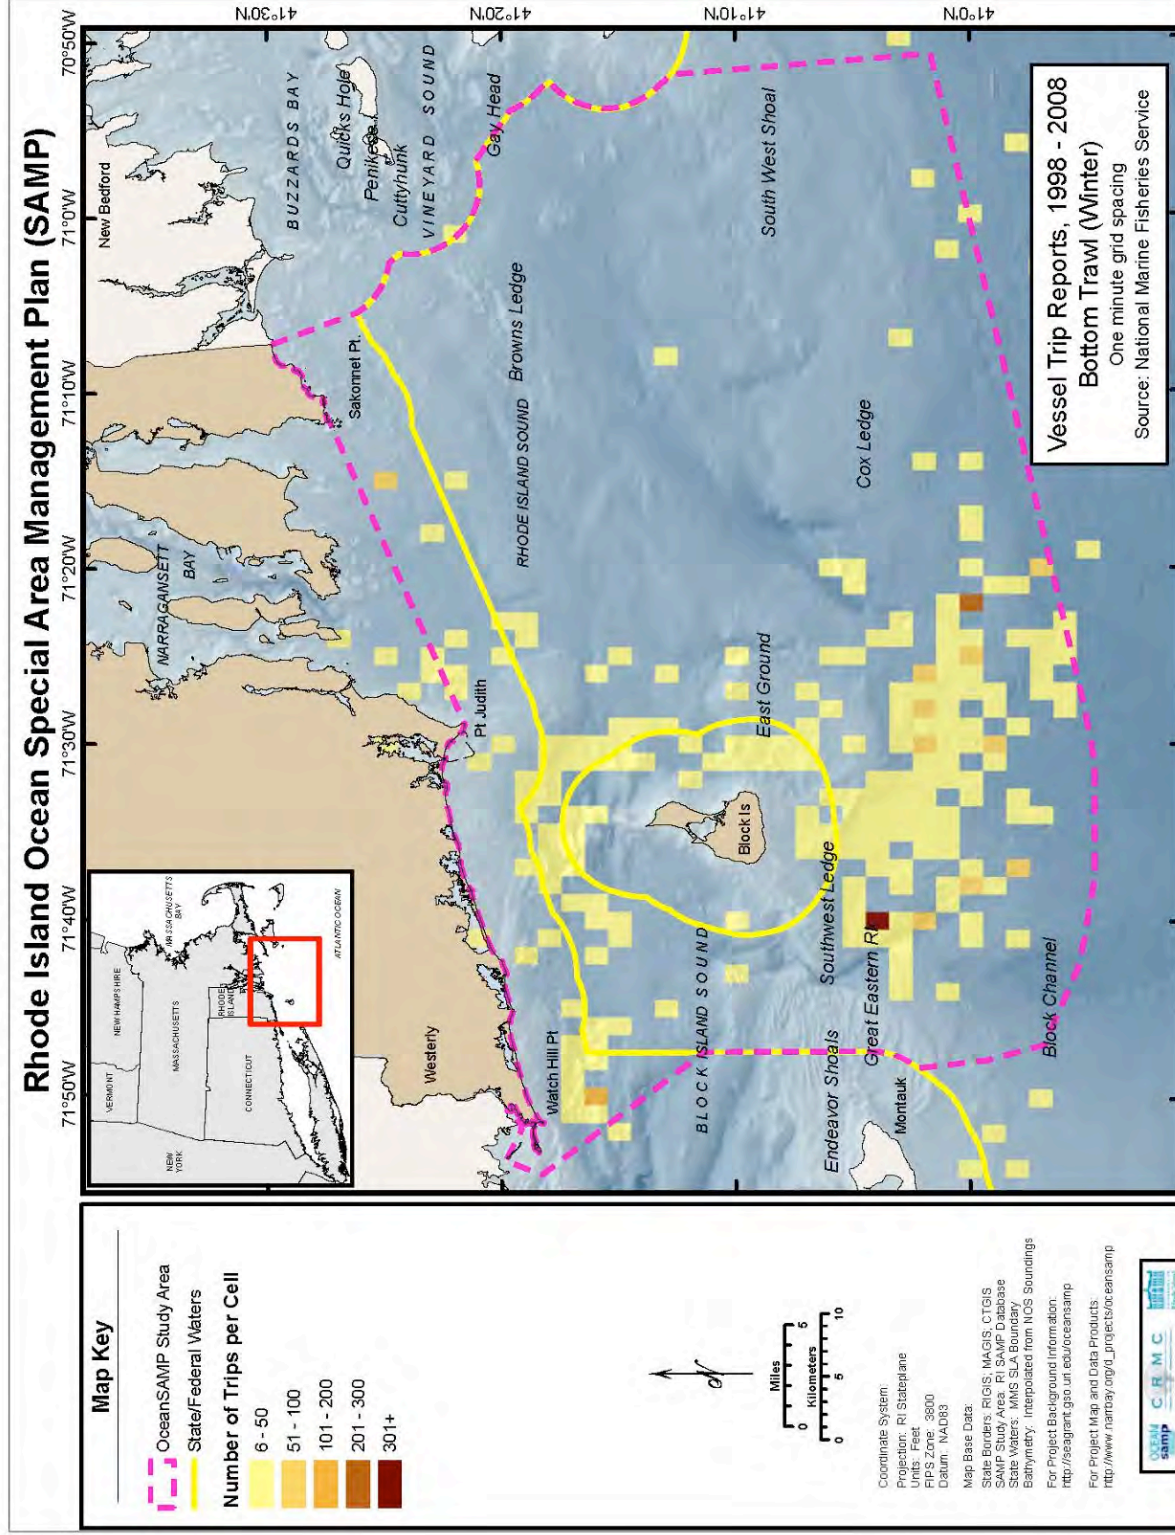 Rhode Island Ocean Special Area Management Plan (SAMP)
71°50'W
71°40'W
71°30'W
71°20'W
71°10'W
71°0'W
70°50'W
41°30'N
41°20'N
41°10'N
41°0'N
VERMONT
NEW HAMPSHIRE
MASSACHUSETTS
BAY
MASSACHUSETTS
NEW
YORK
CONNECTICUT
RHODE
ISLAND
ATLANTIC OCEAN
NARRAGANSETT
BAY
New Bedford
BUZZARDS BAY
Quicks Hole
Penikese
Cuttyhunk
VINEYARD SOUND
Gay Head
Sakonnet Pt.
Westerly
Watch Hill Pt
Pt Judith
RHODE ISLAND SOUND
Browns Ledge
BLOCK ISLAND SOUND
Block Is
East Ground
South West Shoal
Endeavor Shoals
Southwest Ledge
Great Eastern RI
Cox Ledge
Montauk
Block Channel
Vessel Trip Reports, 1998 - 2008
Bottom Trawl (Winter)
One minute grid spacing
Source: National Marine Fisheries Service
Map Key
OceanSAMP Study Area
State/Federal Waters
Number of Trips per Cell
6 - 50
51 - 100
101 - 200
201 - 300
301+
N
Miles
0 5
Kilometers
0 5 10
Coordinate System:
Projection: RI Stateplane
Units: Feet
FIPS Zone: 3800
Datum: NAD83
Map Base Data:
State Borders: RIGIS, MAGIS, CTGIS
SAMP Study Area: RI SAMP Database
State Waters: MMS SLA Boundary
Bathymetry: Interpolated from NOS Soundings
For Project Background Information:
http://seagrant.gso.uri.edu/oceansamp
For Project Map and Data Products:
http://www.narrbay.org/d_projects/oceansamp
OCEAN
samp
CRMC